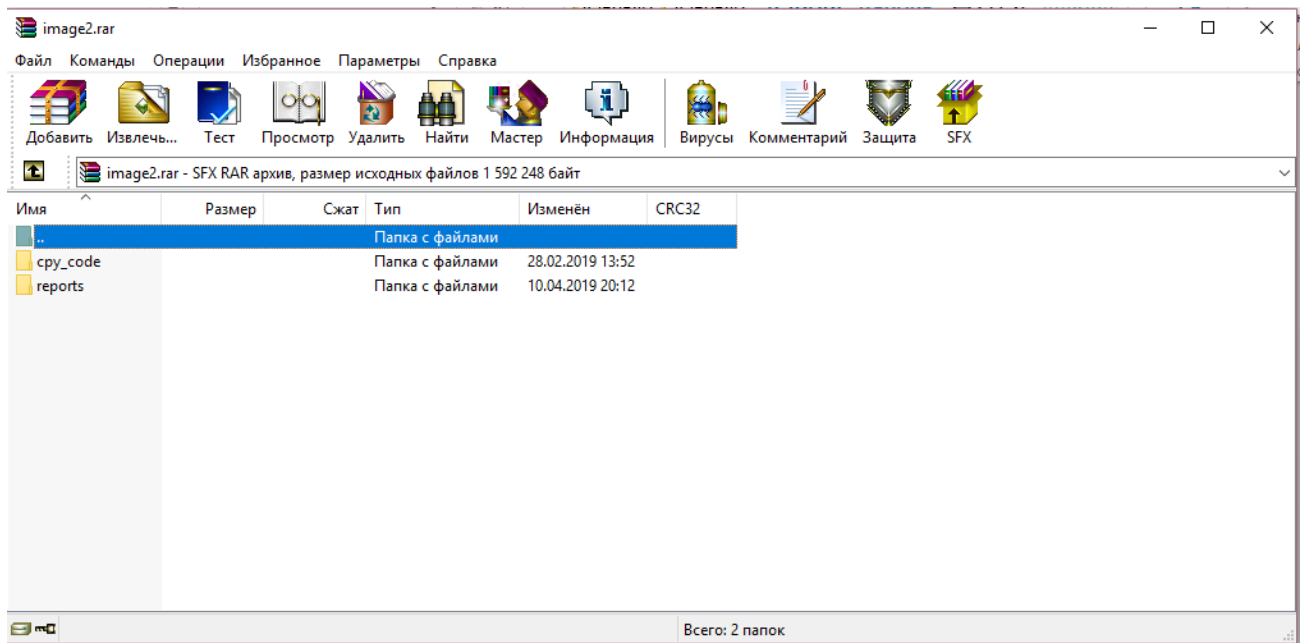 image2.rar
Файл Команды Операции Избранное Параметры Справка
Добавить Извлечь... Тест Просмотр Удалить Найти Мастер Информация Вирусы Комментарий Защита SFX
image2.rar - SFX RAR архив, размер исходных файлов 1 592 248 байт
Имя Размер Сжат Тип Изменён CRC32
.. Папка с файлами
cpy_code Папка с файлами 28.02.2019 13:52
reports Папка с файлами 10.04.2019 20:12
Всего: 2 папок